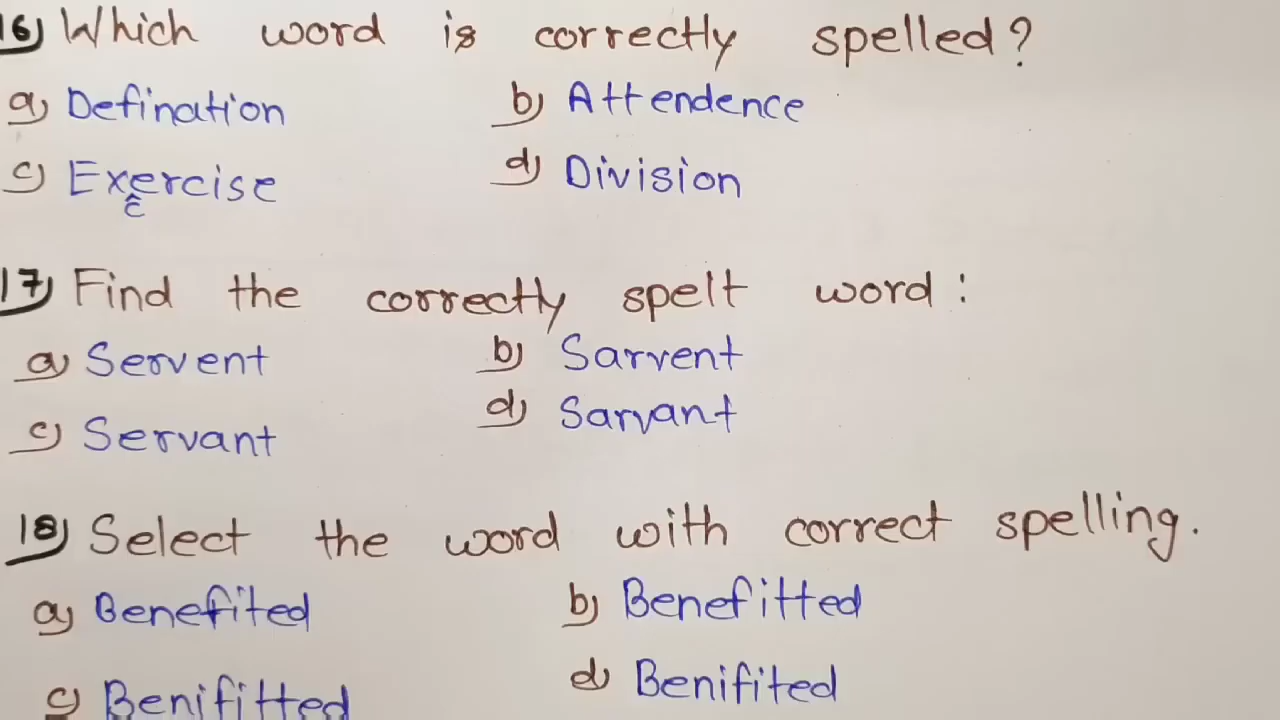 16) Which word is correctly spelled?
a) Defination b) Attendence
c) Exercise d) Division
c
17) Find the correctly spelt word:
a) Servent b) Sarvent
c) Servant d) Sarvant
18) Select the word with correct spelling.
a) Benefited b) Benefitted
c) Benifitted d) Benifited